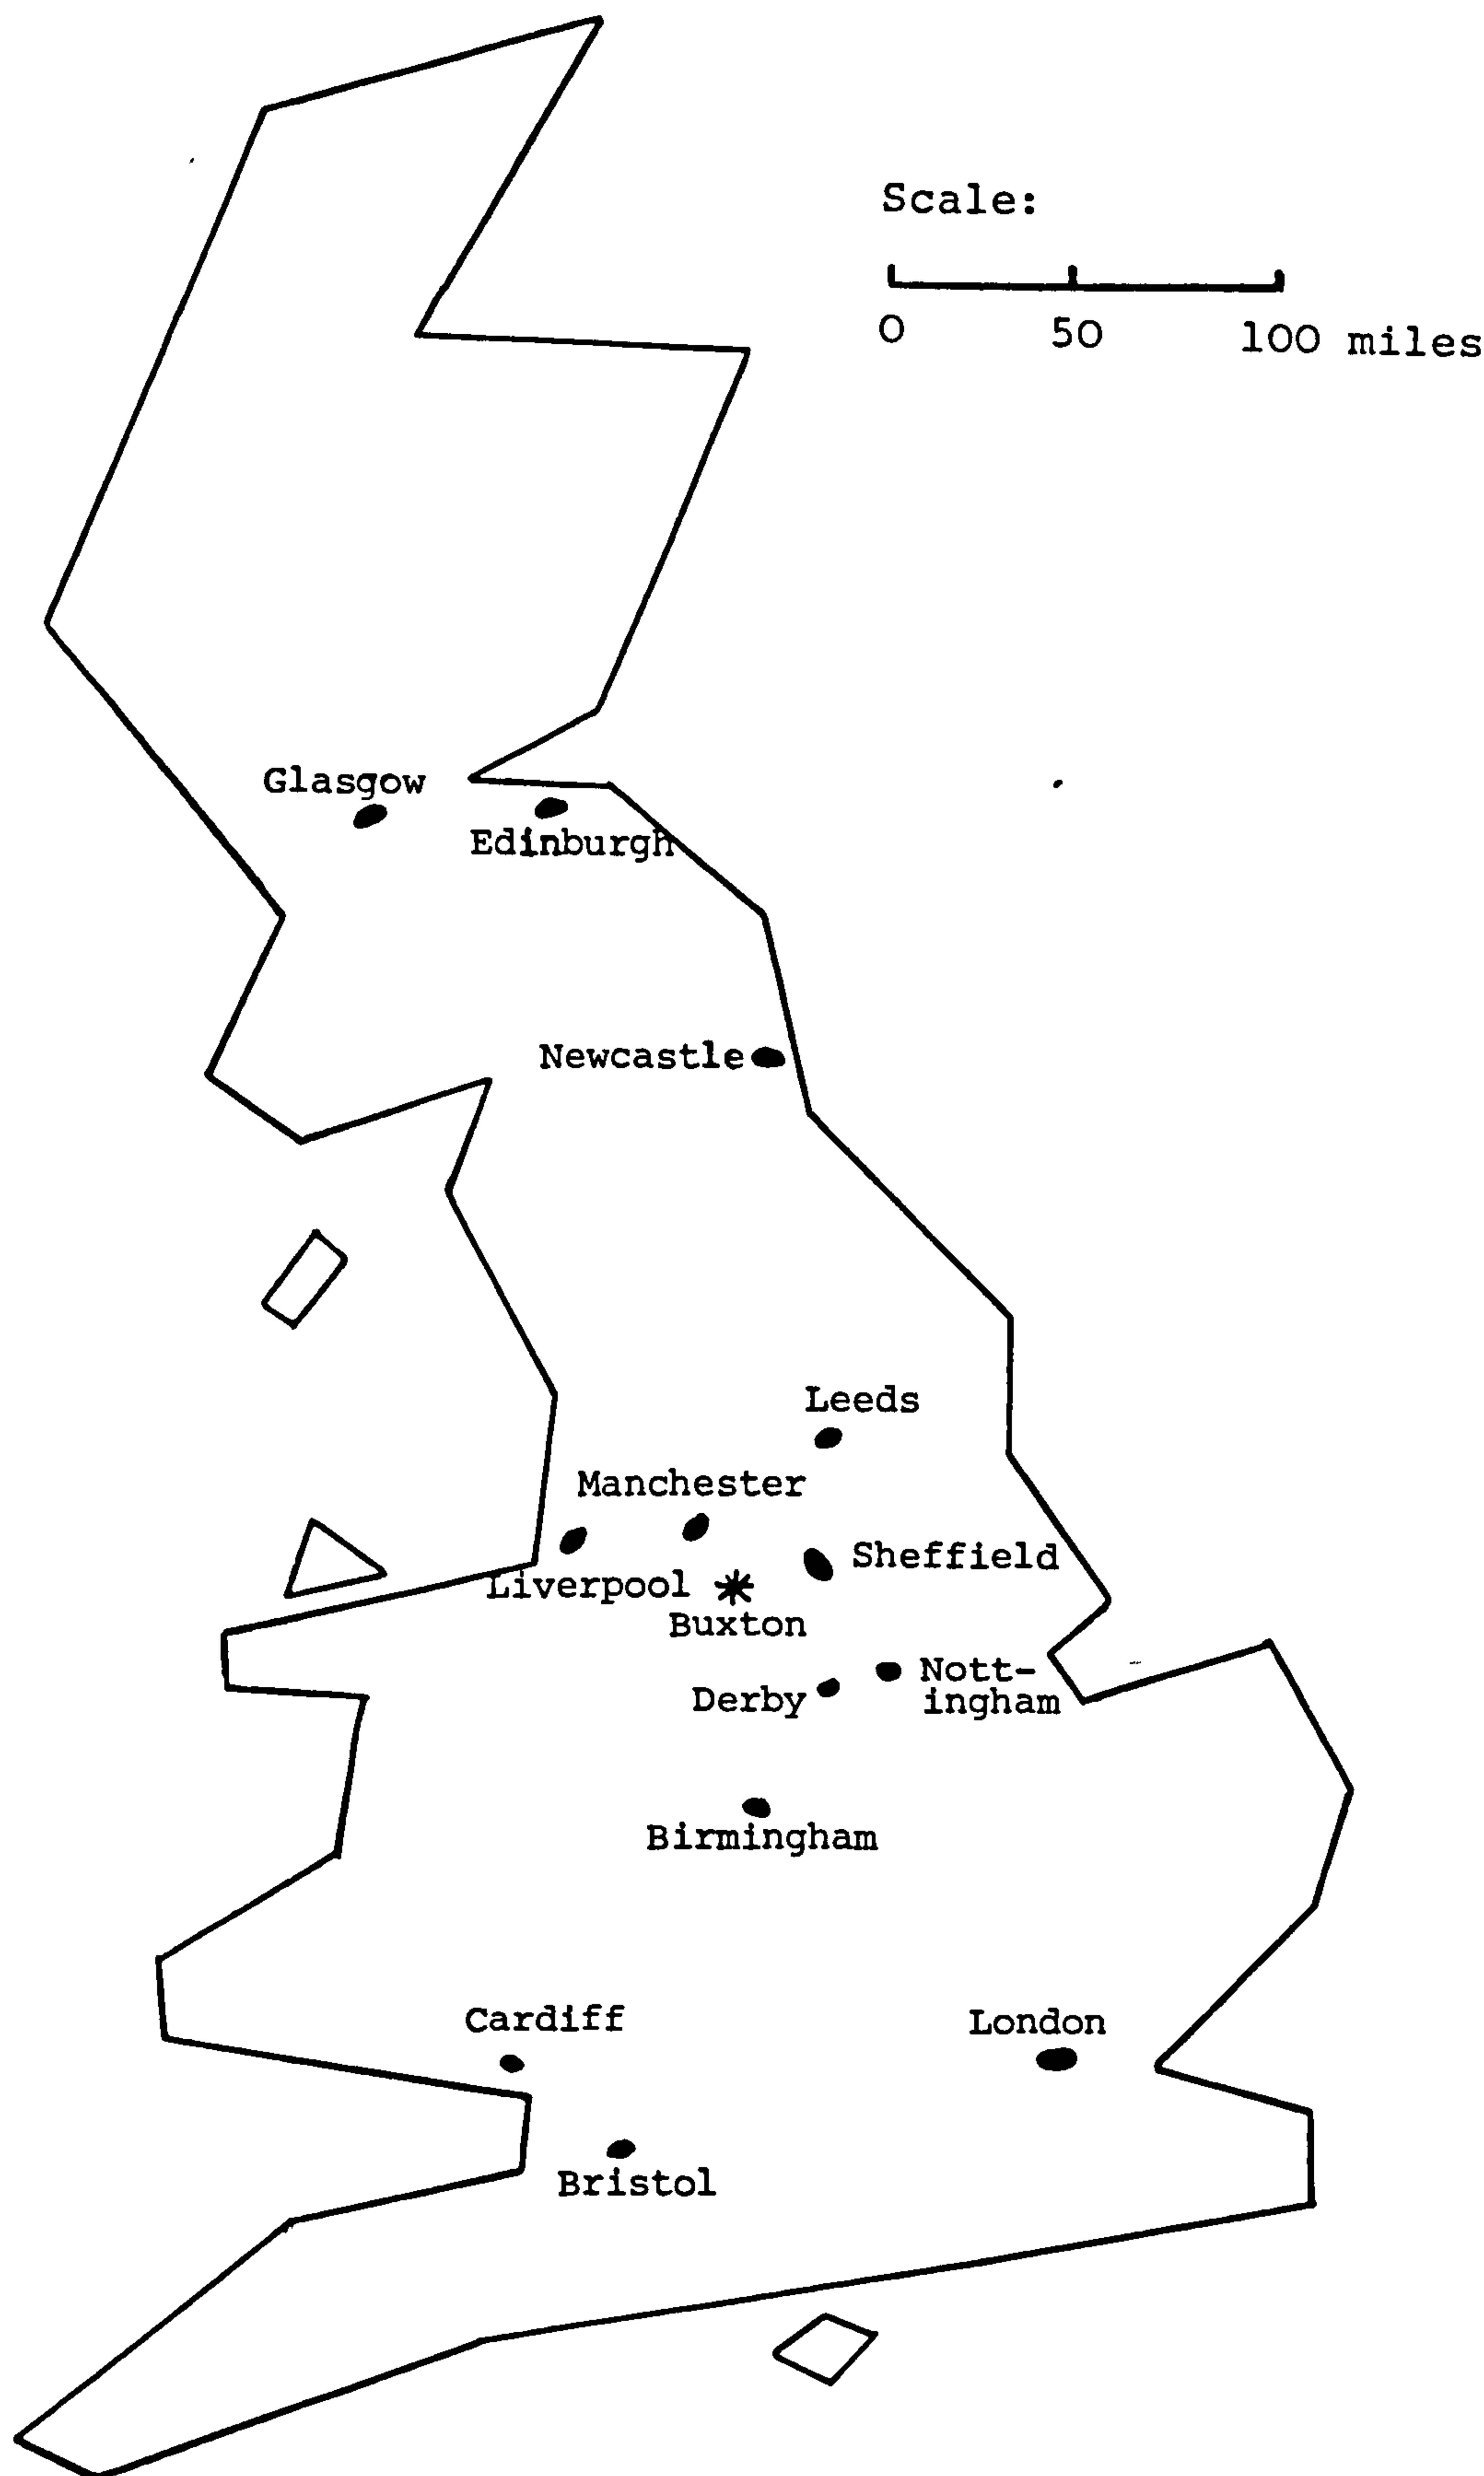 Scale:
0 50 100 miles
Glasgow
Edinburgh
Newcastle
Leeds
Manchester
Sheffield
Liverpool
Buxton
Nott-
ingham
Derby
Birmingham
Cardiff
London
Bristol